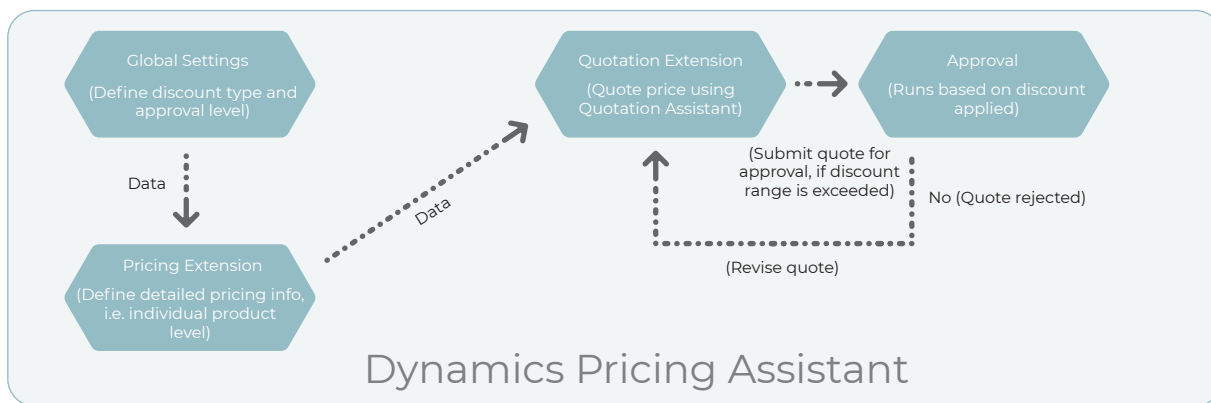 Global Settings
(Define discount type and
approval level)
Data
Pricing Extension
(Define detailed pricing info,
i.e. individual product
level)
Data
Quotation Extension
(Quote price using
Quotation Assistant)
(Submit quote for
approval, if discount
range is exceeded)
Approval
(Runs based on discount
applied)
No (Quote rejected)
(Revise quote)
Dynamics Pricing Assistant